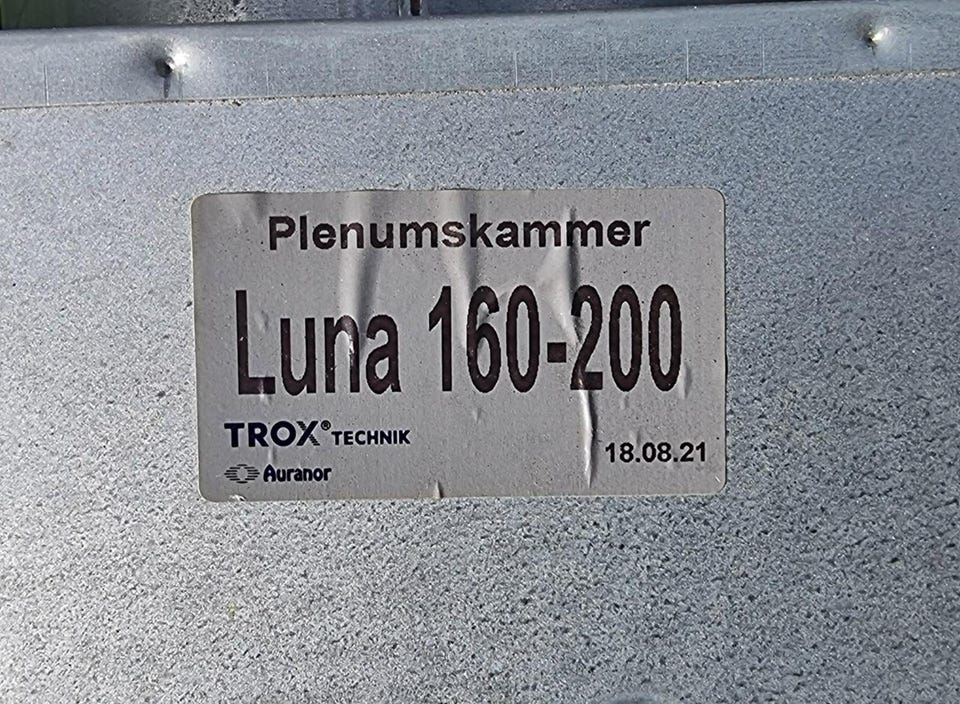 Plenumskammer
Luna 160-200
TROX® TECHNIK
Auranor
18.08.21